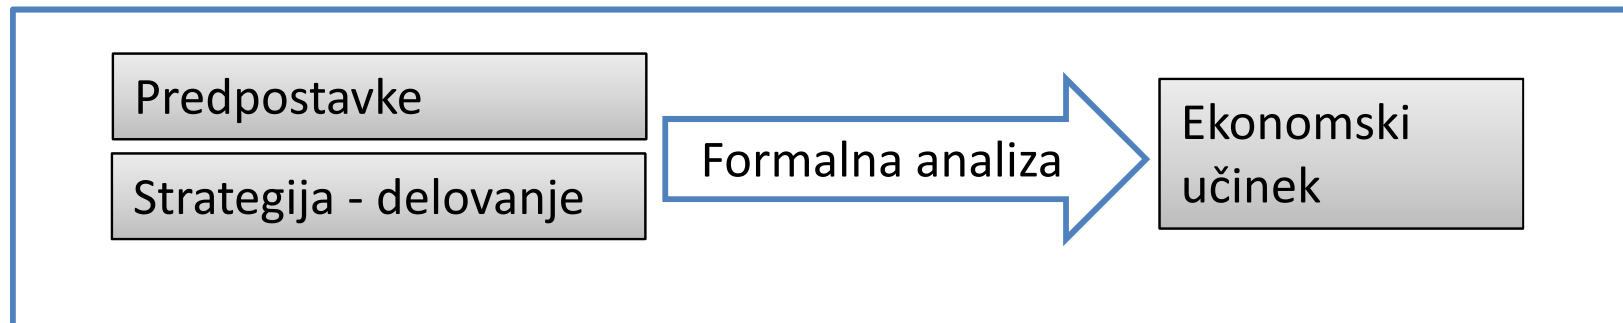 Predpostavke
Strategija - delovanje
Formalna analiza
Ekonomski
učinek